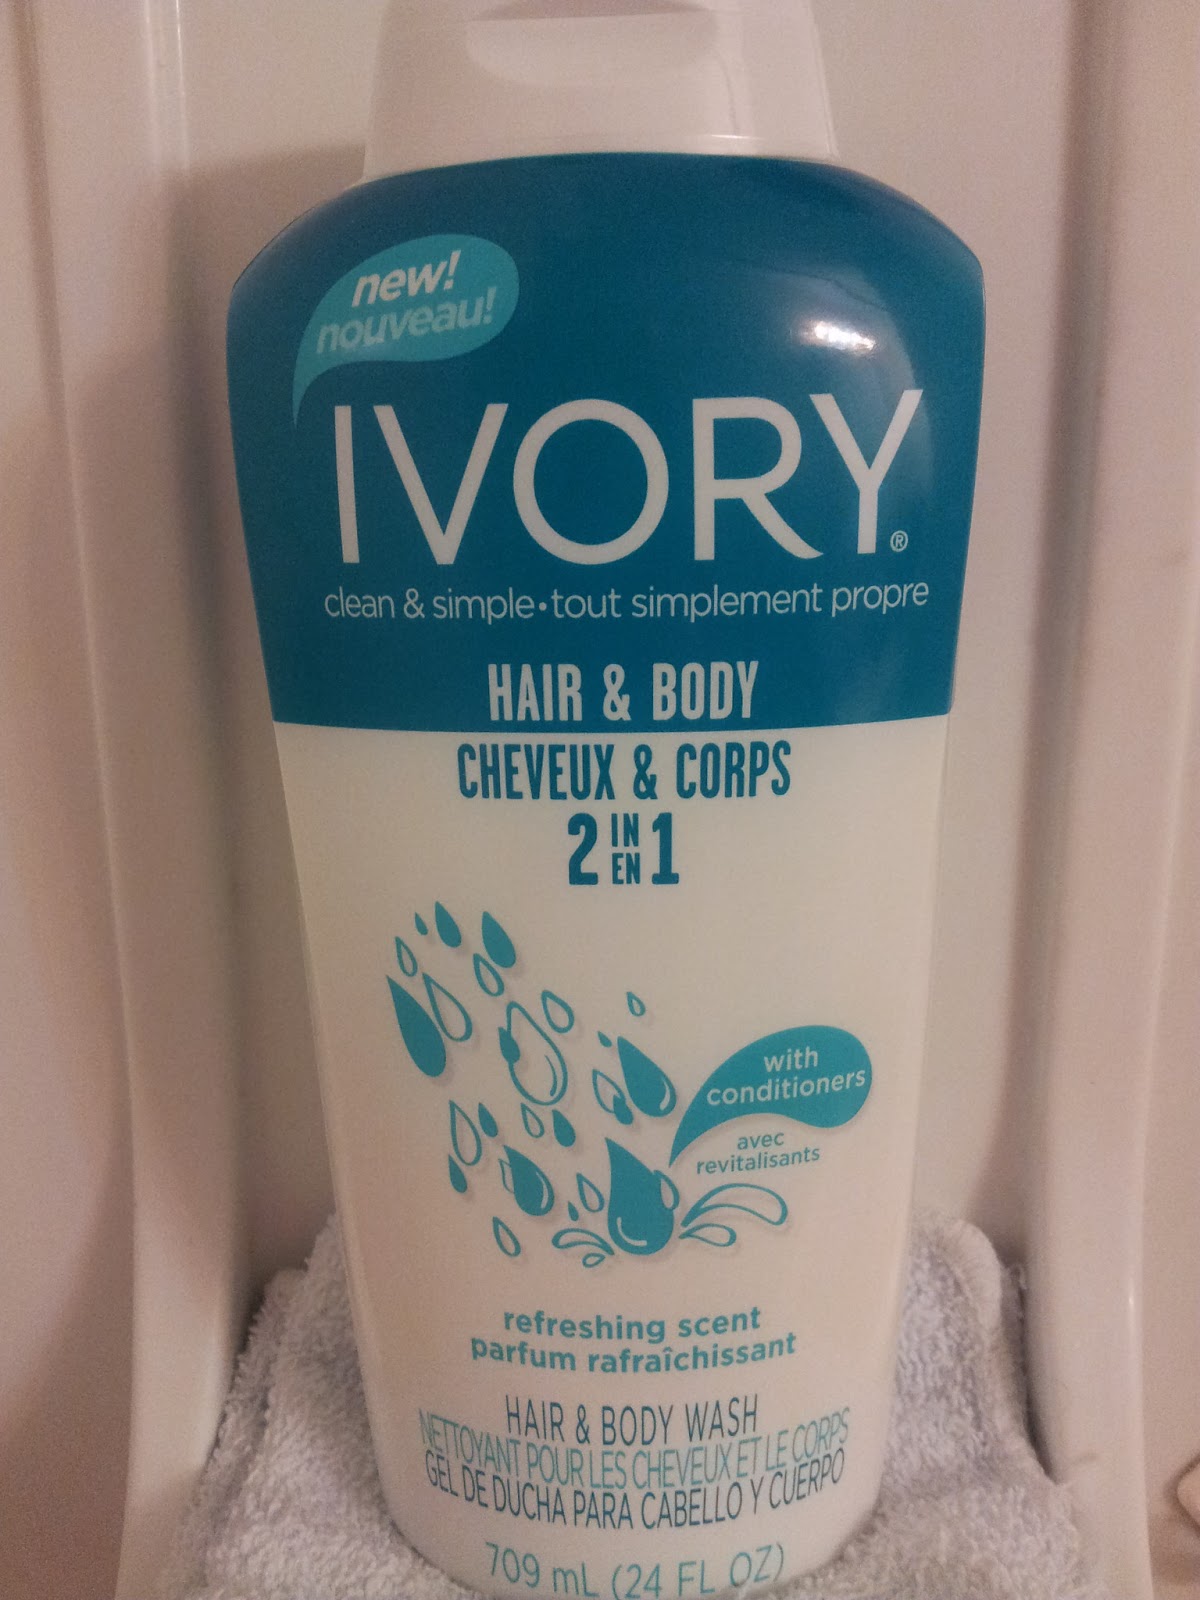 new!
nouveau!
IVORY®
clean & simple•tout simplement propre
HAIR & BODY
CHEVEUX & CORPS
2 IN EN 1
with
conditioners
avec
revitalisants
refreshing scent
parfum rafraîchissant
HAIR & BODY WASH
NETTOYANT POUR LES CHEVEUX ET LE CORPS
GEL DE DUCHA PARA CABELLO Y CUERPO
709 mL (24 FL OZ)